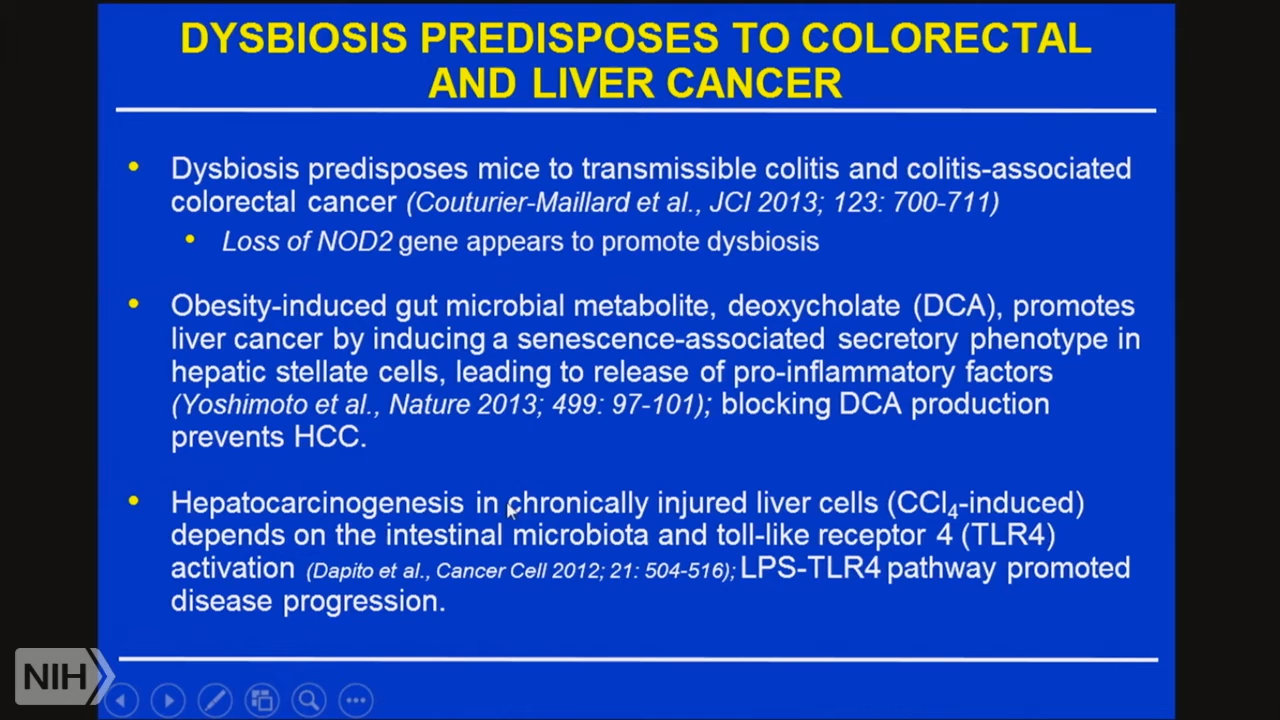 DYSBIOSIS PREDISPOSES TO COLORECTAL
AND LIVER CANCER
• Dysbiosis predisposes mice to transmissible colitis and colitis-associated
colorectal cancer (Couturier-Maillard et al., JCI 2013; 123: 700-711)
• Loss of NOD2 gene appears to promote dysbiosis
• Obesity-induced gut microbial metabolite, deoxycholate (DCA), promotes
liver cancer by inducing a senescence-associated secretory phenotype in
hepatic stellate cells, leading to release of pro-inflammatory factors
(Yoshimoto et al., Nature 2013; 499: 97-101); blocking DCA production
prevents HCC.
• Hepatocarcinogenesis in chronically injured liver cells (CCl₄-induced)
depends on the intestinal microbiota and toll-like receptor 4 (TLR4)
activation (Dapito et al., Cancer Cell 2012; 21: 504-516); LPS-TLR4 pathway promoted
disease progression.
NIH